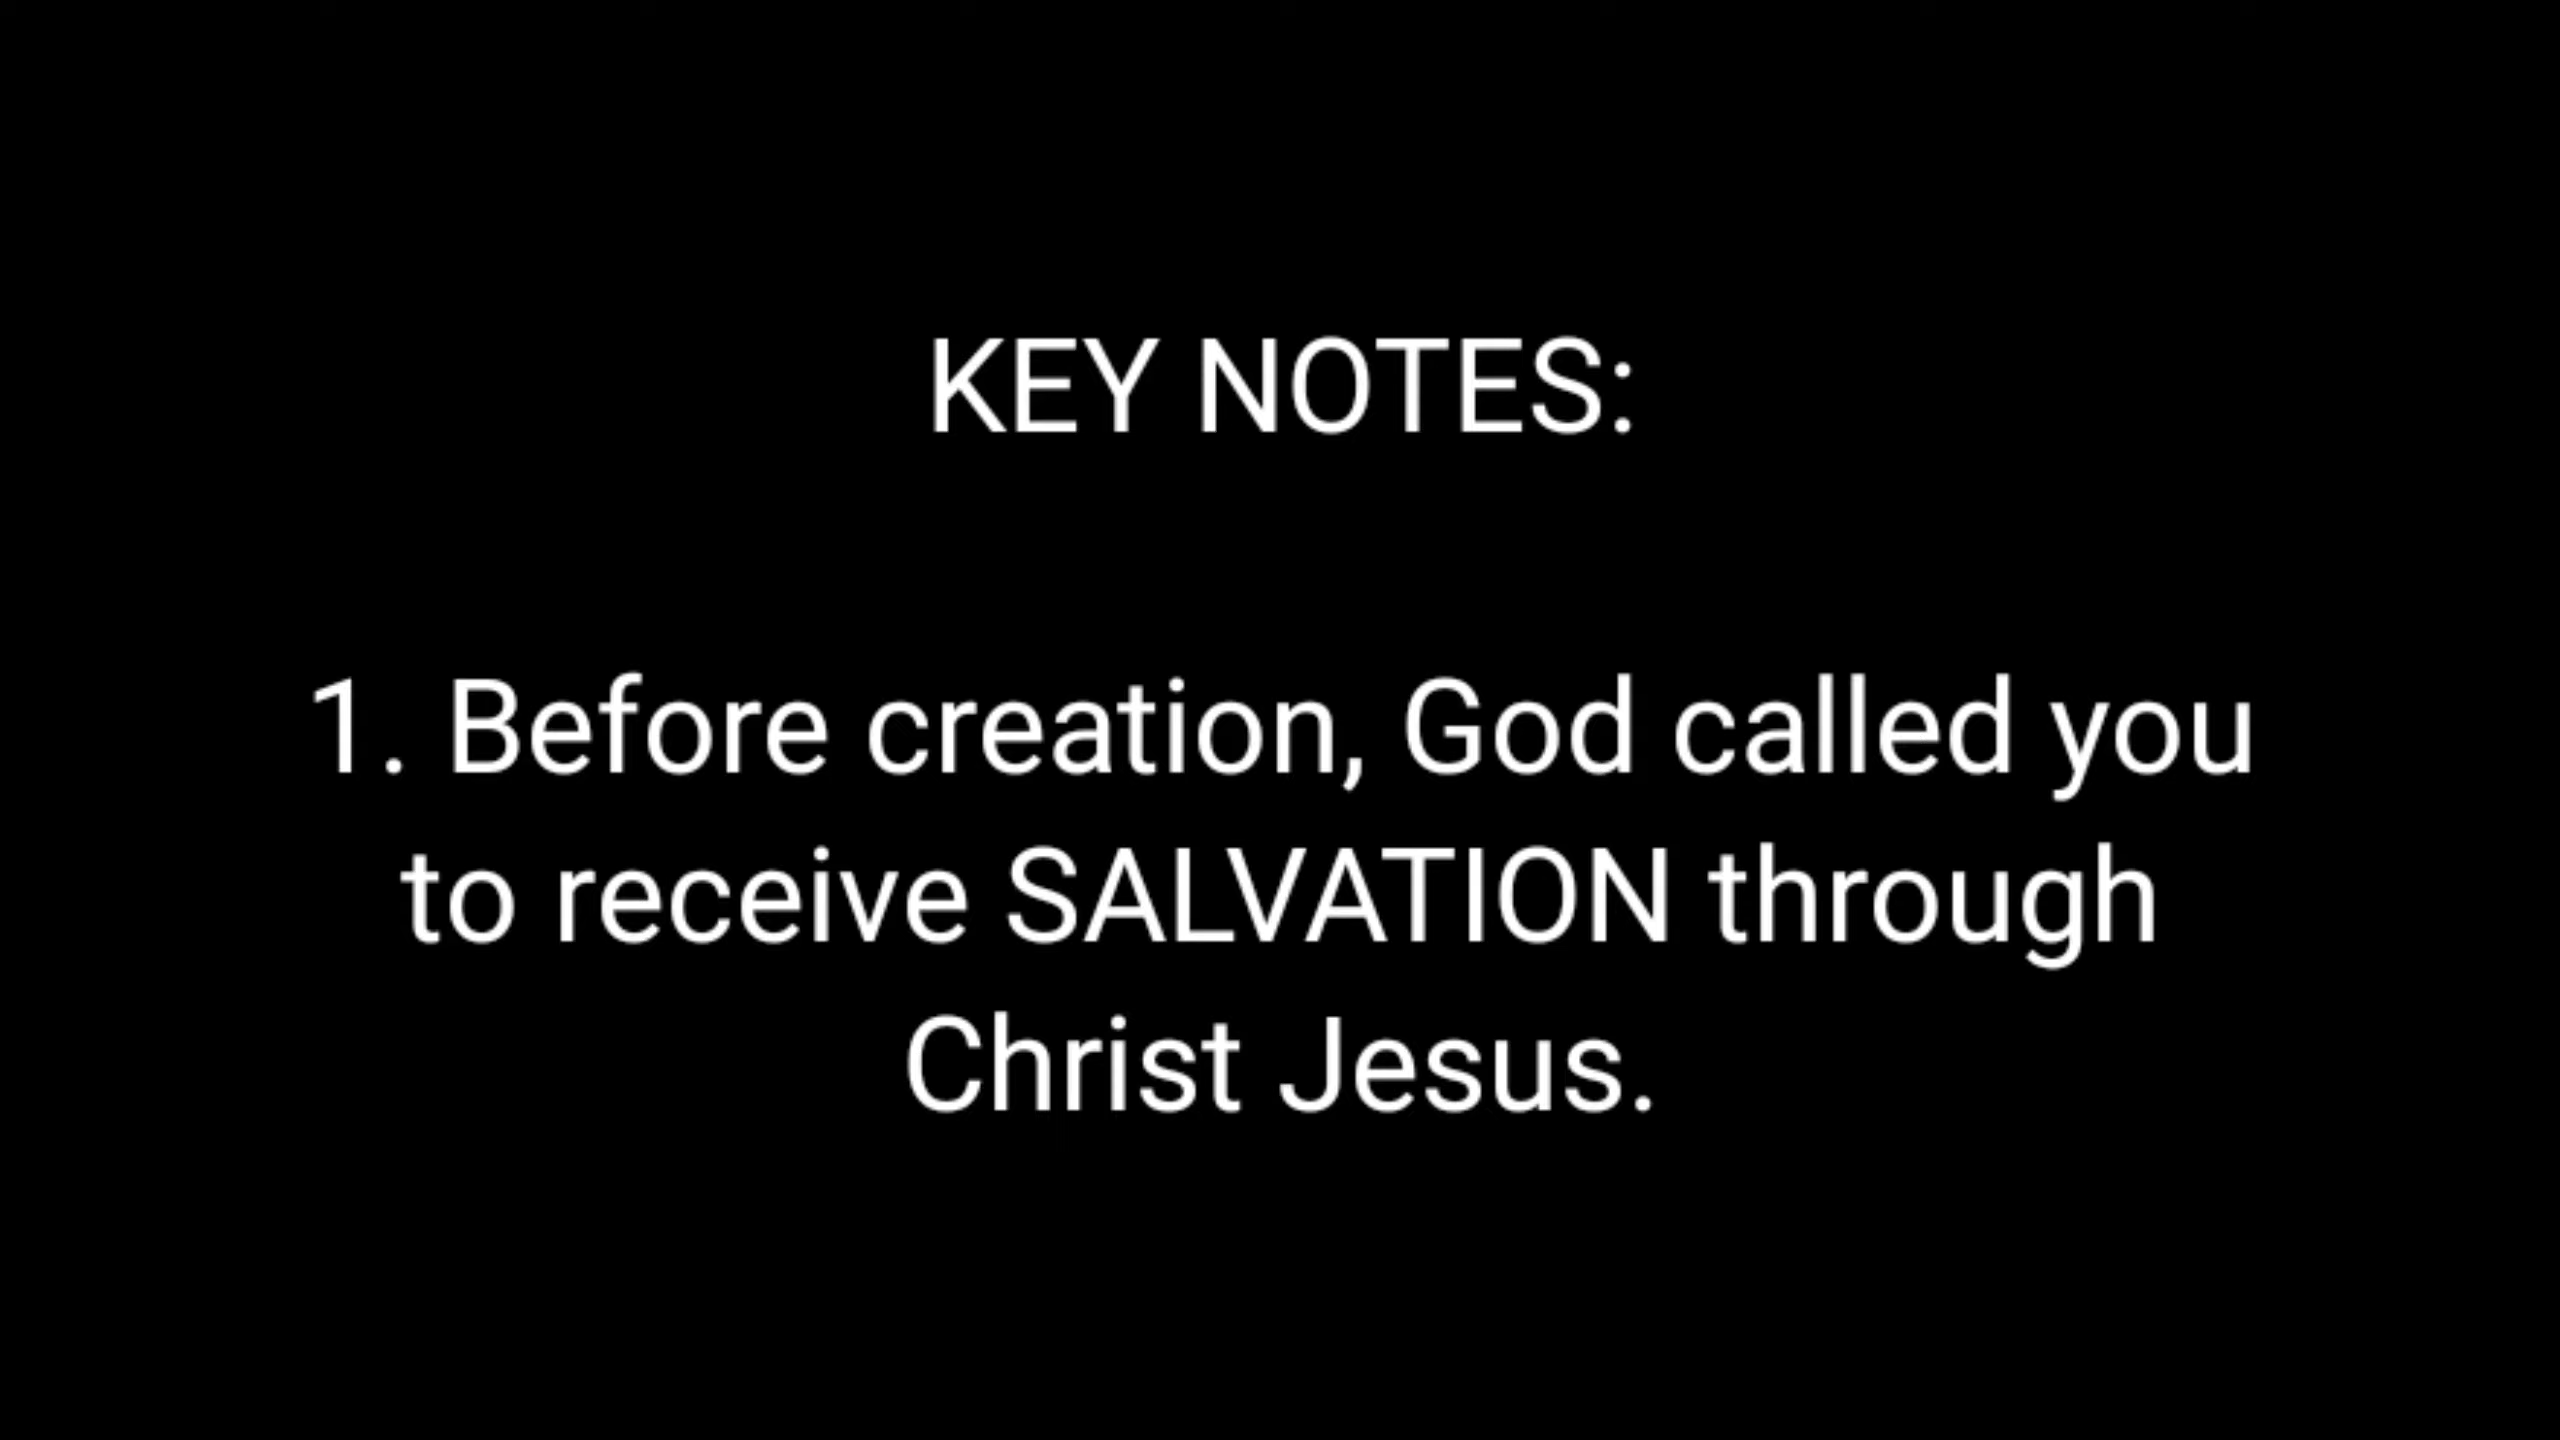 KEY NOTES:
1. Before creation, God called you
to receive SALVATION through
Christ Jesus.